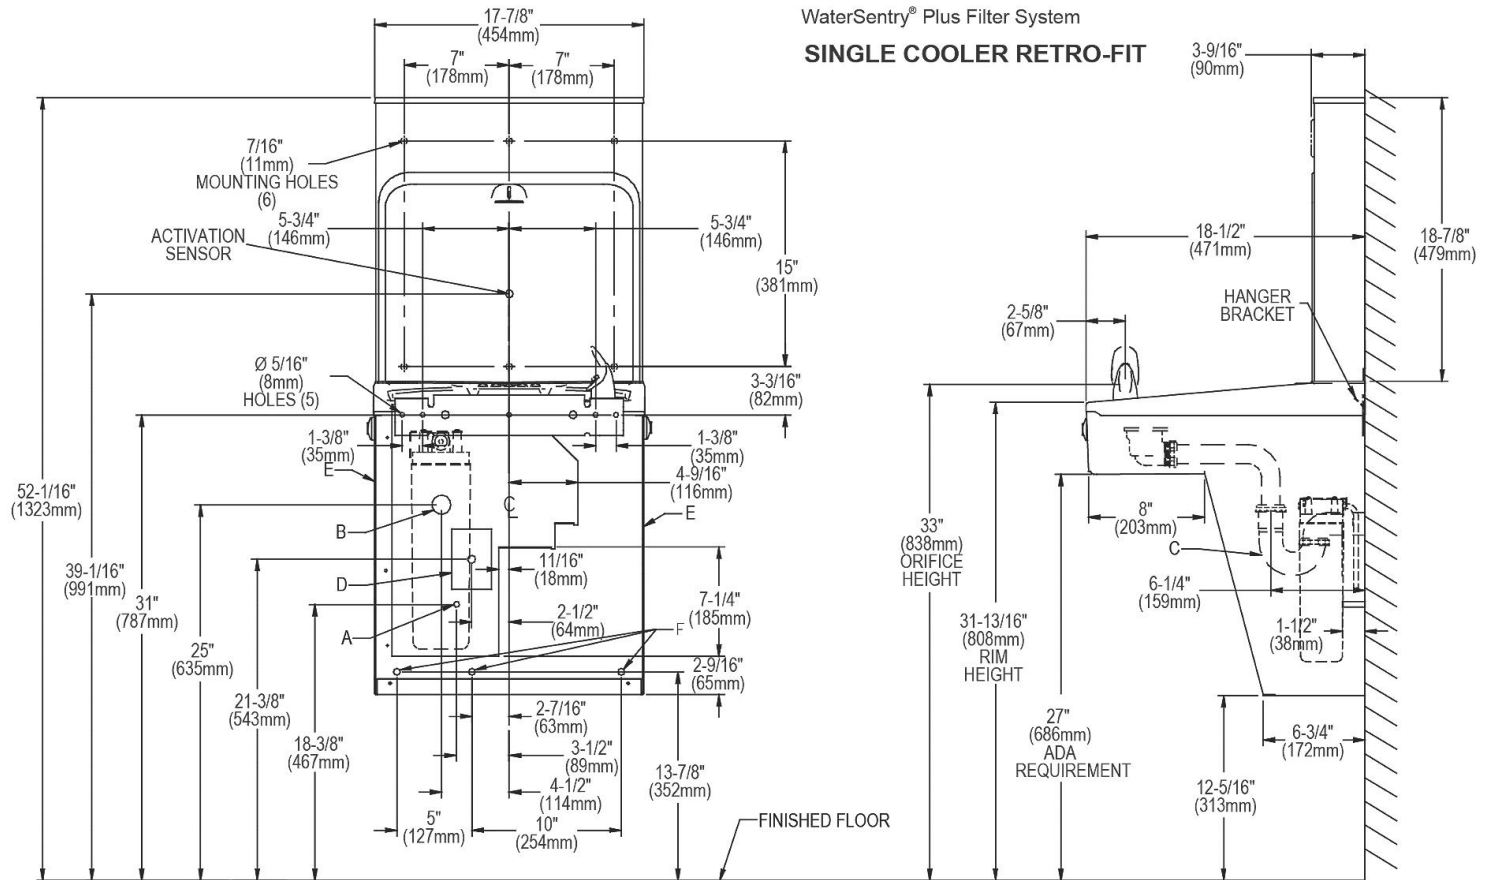 WaterSentry® Plus Filter System
SINGLE COOLER RETRO-FIT
17-7/8"
(454mm)
7"
(178mm)
7"
(178mm)
3-9/16"
(90mm)
7/16"
(11mm)
MOUNTING HOLES
(6)
5-3/4"
(146mm)
5-3/4"
(146mm)
ACTIVATION
SENSOR
15"
(381mm)
18-1/2"
(471mm)
18-7/8"
(479mm)
HANGER
BRACKET
2-5/8"
(67mm)
Ø 5/16"
(8mm)
HOLES (5)
3-3/16"
(82mm)
1-3/8"
(35mm)
1-3/8"
(35mm)
E
4-9/16"
(116mm)
52-1/16"
(1323mm)
B
C
L
E
8"
(203mm)
33"
(838mm)
ORIFICE
HEIGHT
C
39-1/16"
(991mm)
11/16"
(18mm)
D
31"
(787mm)
7-1/4"
(185mm)
6-1/4"
(159mm)
2-1/2"
(64mm)
A
F
31-13/16"
(808mm)
RIM
HEIGHT
1-1/2"
(38mm)
25"
(635mm)
2-9/16"
(65mm)
21-3/8"
(543mm)
2-7/16"
(63mm)
27"
(686mm)
ADA
REQUIREMENT
6-3/4"
(172mm)
18-3/8"
(467mm)
3-1/2"
(89mm)
13-7/8"
(352mm)
4-1/2"
(114mm)
12-5/16"
(313mm)
5"
(127mm)
10"
(254mm)
FINISHED FLOOR